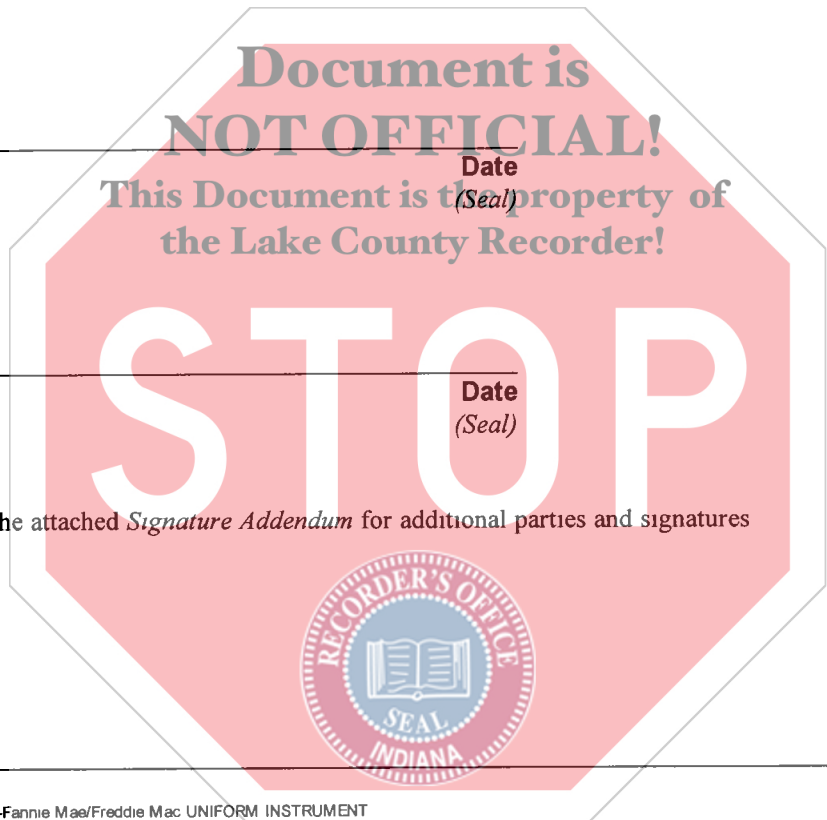 Document is
NOT OFFICIAL!
Date
This Document is the property of
(Seal)
the Lake County Recorder!
STOP
Date
(Seal)
he attached Signature Addendum for additional parties and signatures
RECORDER'S OFFICE
SEAL
INDIANA
-Fannie Mae/Freddie Mac UNIFORM INSTRUMENT